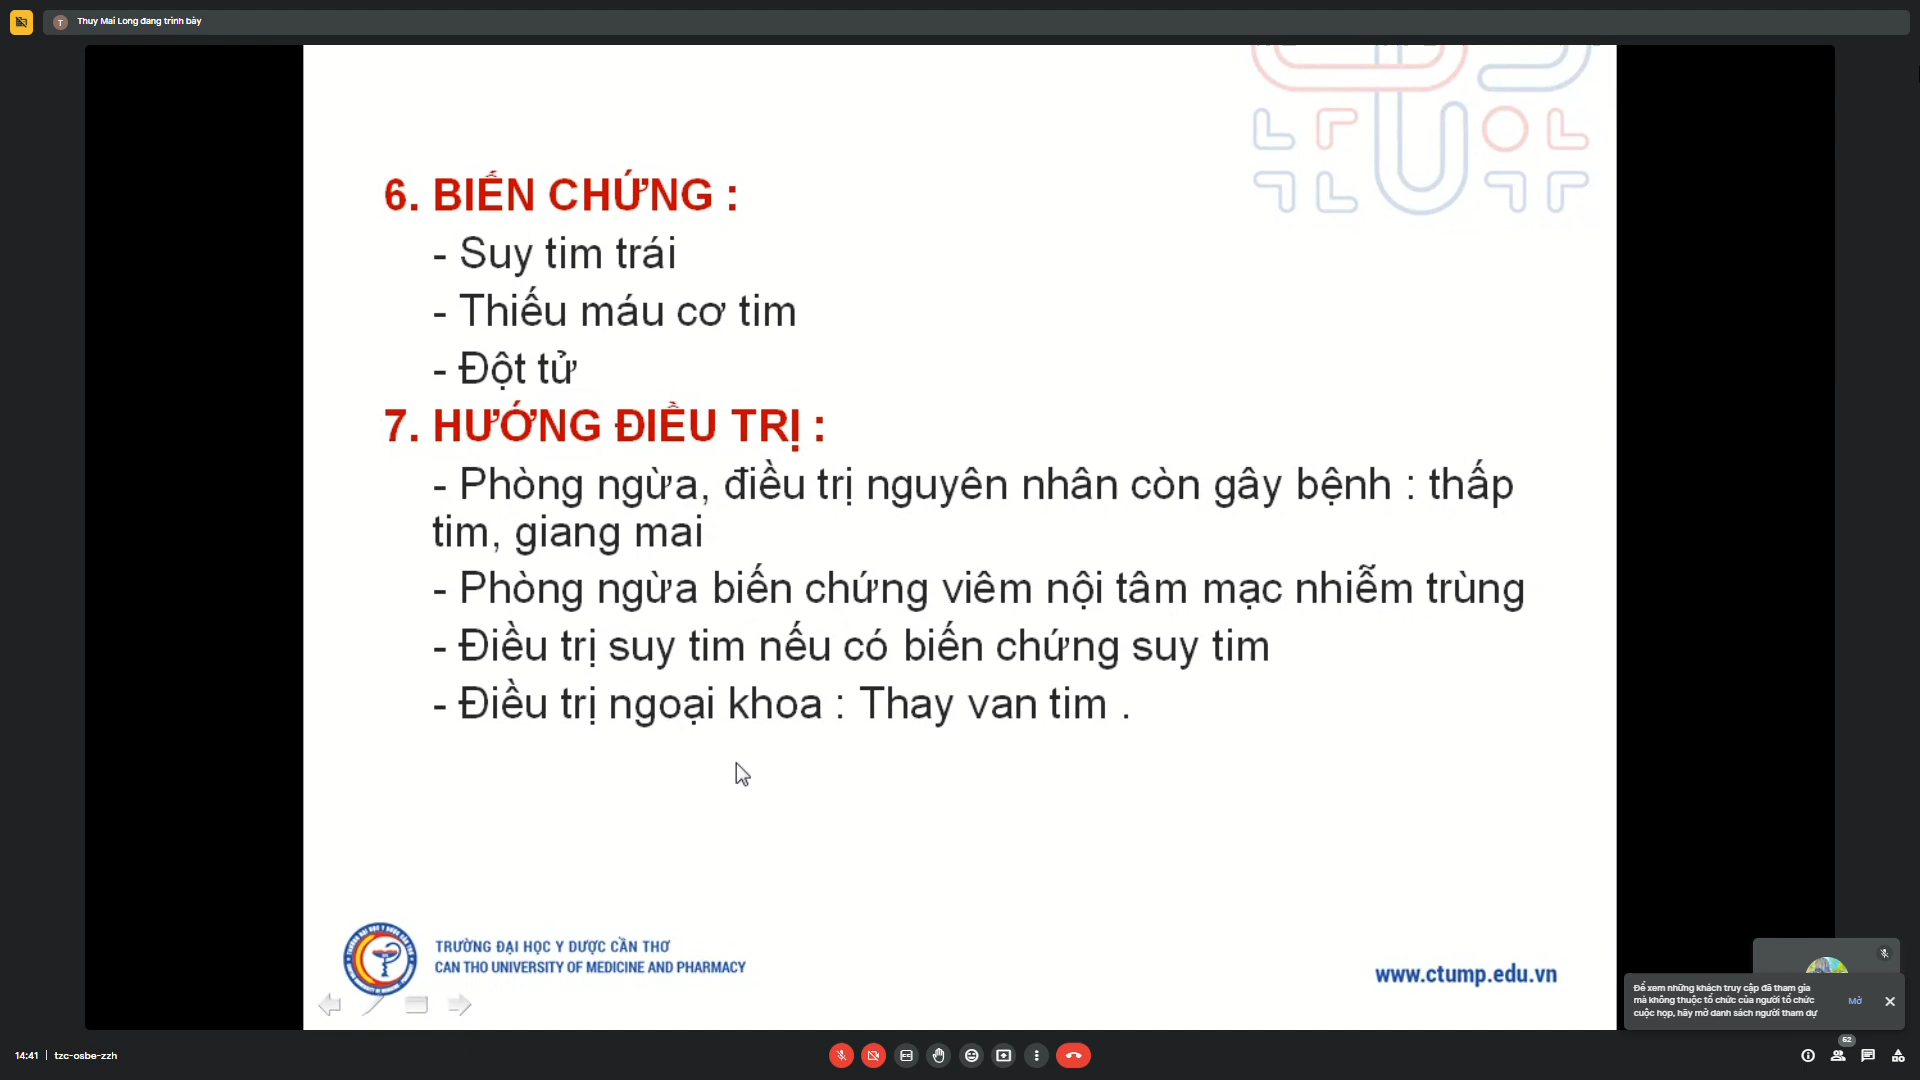 T
Thuy Mai Long đang trình bày
6. BIẾN CHỨNG :
- Suy tim trái
- Thiếu máu cơ tim
- Đột tử
7. HƯỚNG ĐIỀU TRỊ :
- Phòng ngừa, điều trị nguyên nhân còn gây bệnh : thấp
tim, giang mai
- Phòng ngừa biến chứng viêm nội tâm mạc nhiễm trùng
- Điều trị suy tim nếu có biến chứng suy tim
- Điều trị ngoại khoa : Thay van tim .
TRƯỜNG ĐẠI HỌC Y DƯỢC CẦN THƠ
CAN THO UNIVERSITY OF MEDICINE AND PHARMACY
www.ctump.edu.vn
Để xem những khách truy cập đã tham gia
mà không thuộc tổ chức của người tổ chức
cuộc họp, hãy mở danh sách người tham dự
Mở
14:41 | tzc-osbe-zzh
62